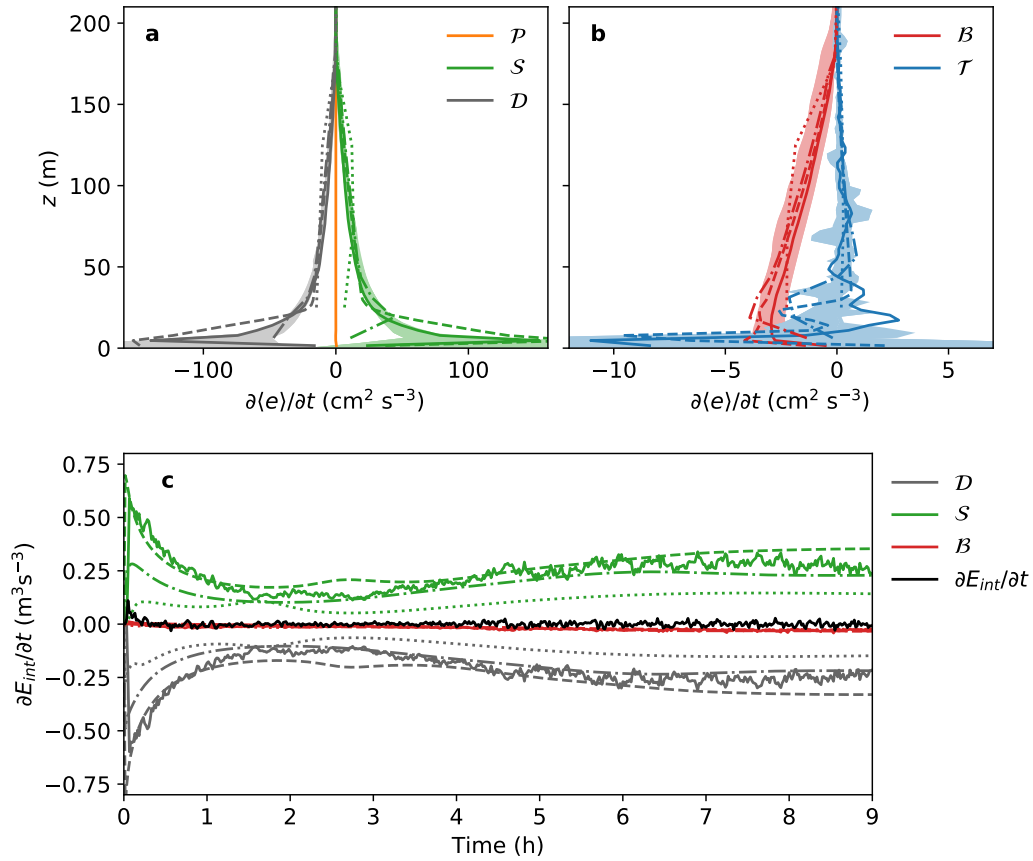 a
𝒫
𝒮
𝒟
200
150
100
50
0
z (m)
−100
0
100
∂⟨e⟩/∂t (cm² s⁻³)
b
ℬ
𝒯
−10
−5
0
5
∂⟨e⟩/∂t (cm² s⁻³)
c
𝒟
𝒮
ℬ
∂E_int/∂t
0.75
0.50
0.25
0.00
−0.25
−0.50
−0.75
∂E_int/∂t (m³s⁻³)
0 1 2 3 4 5 6 7 8 9
Time (h)